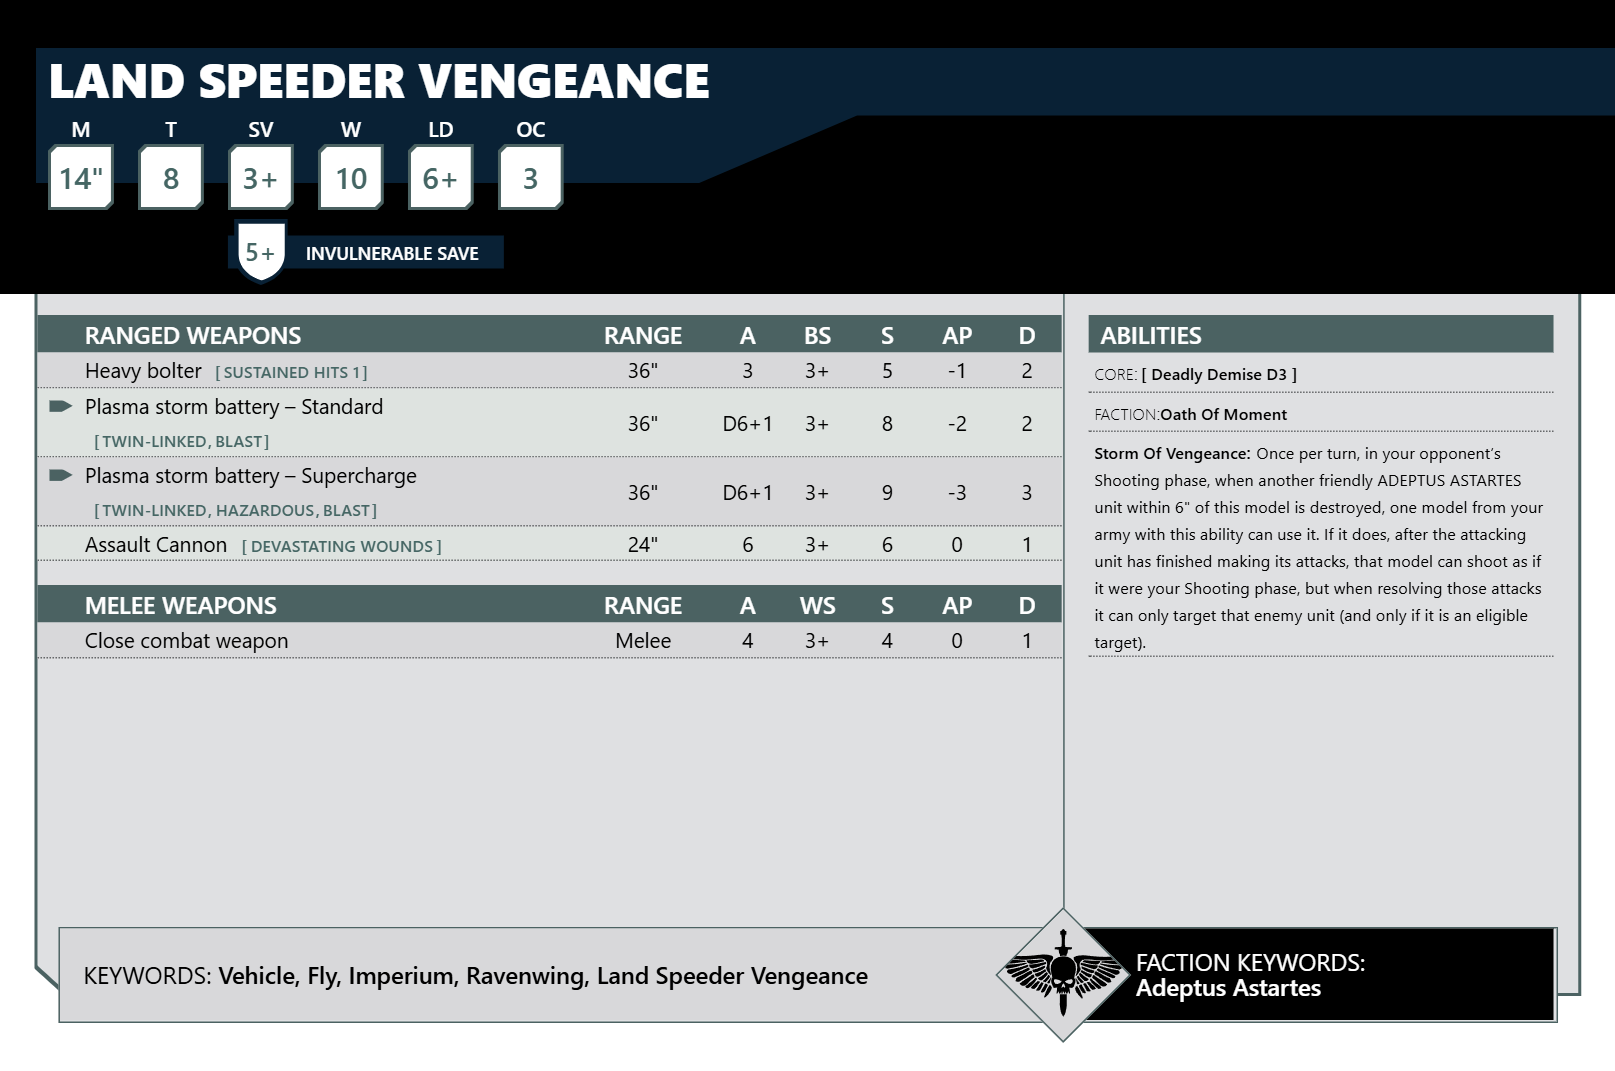 LAND SPEEDER VENGEANCE
M T SV W LD OC
14" 8 3+ 10 6+ 3
5+ INVULNERABLE SAVE
RANGED WEAPONS RANGE A BS S AP D
Heavy bolter [ SUSTAINED HITS 1 ] 36" 3 3+ 5 -1 2
Plasma storm battery – Standard
[ TWIN-LINKED, BLAST ] 36" D6+1 3+ 8 -2 2
Plasma storm battery – Supercharge
[ TWIN-LINKED, HAZARDOUS, BLAST ] 36" D6+1 3+ 9 -3 3
Assault Cannon [ DEVASTATING WOUNDS ] 24" 6 3+ 6 0 1
MELEE WEAPONS RANGE A WS S AP D
Close combat weapon Melee 4 3+ 4 0 1
ABILITIES
CORE: [ Deadly Demise D3 ]
FACTION:Oath Of Moment
Storm Of Vengeance: Once per turn, in your opponent's
Shooting phase, when another friendly ADEPTUS ASTARTES
unit within 6" of this model is destroyed, one model from your
army with this ability can use it. If it does, after the attacking
unit has finished making its attacks, that model can shoot as if
it were your Shooting phase, but when resolving those attacks
it can only target that enemy unit (and only if it is an eligible
target).
KEYWORDS: Vehicle, Fly, Imperium, Ravenwing, Land Speeder Vengeance
FACTION KEYWORDS:
Adeptus Astartes